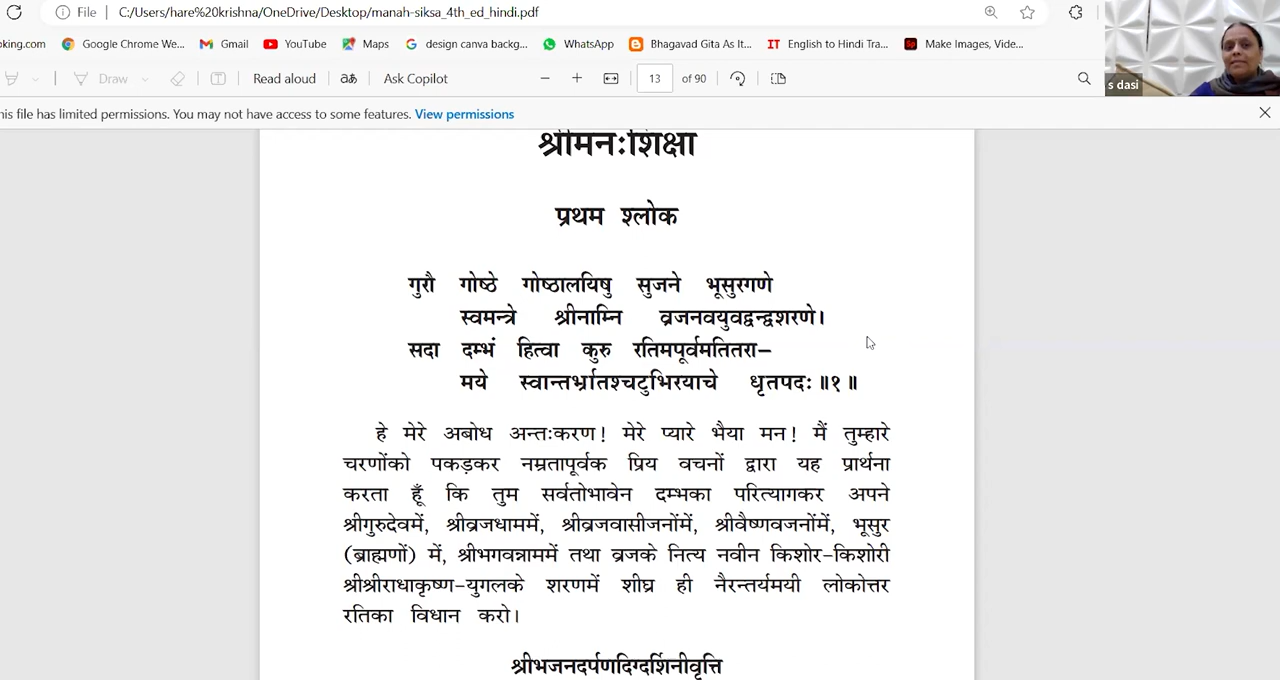 File C:/Users/hare%20krishna/OneDrive/Desktop/manah-siksa_4th_ed_hindi.pdf
oking.com Google Chrome We... Gmail YouTube Maps design canva backg... WhatsApp Bhagavad Gita As It... English to Hindi Tra... Make Images, Vide...
Draw Read aloud Ask Copilot 13 of 90
s dasi
his file has limited permissions. You may not have access to some features. View permissions
श्रीमनःशिक्षा
प्रथम श्लोक
गुरौ गोष्ठे गोष्ठालयिषु सुजने भूसुरगणे
स्वमन्त्रे श्रीनाम्नि व्रजनवयुवद्वन्द्वशरणे।
सदा दम्भं हित्वा कुरु रतिमपूर्वमतितरा–
मये स्वान्तर्भ्रातश्चटुभिरयाचे धृतपदः॥१॥
हे मेरे अबोध अन्तःकरण! मेरे प्यारे भैया मन! मैं तुम्हारे
चरणोंको पकड़कर नम्रतापूर्वक प्रिय वचनों द्वारा यह प्रार्थना
करता हूँ कि तुम सर्वतोभावेन दम्भका परित्यागकर अपने
श्रीगुरुदेवमें, श्रीव्रजधाममें, श्रीव्रजवासीजनोंमें, श्रीवैष्णवजनोंमें, भूसुर
(ब्राह्मणों) में, श्रीभगवन्नाममें तथा व्रजके नित्य नवीन किशोर-किशोरी
श्रीश्रीराधाकृष्ण-युगलके शरणमें शीघ्र ही नैरन्तर्यमयी लोकोत्तर
रतिका विधान करो।
श्रीभजनदर्पणदिग्दर्शिनीवृत्ति